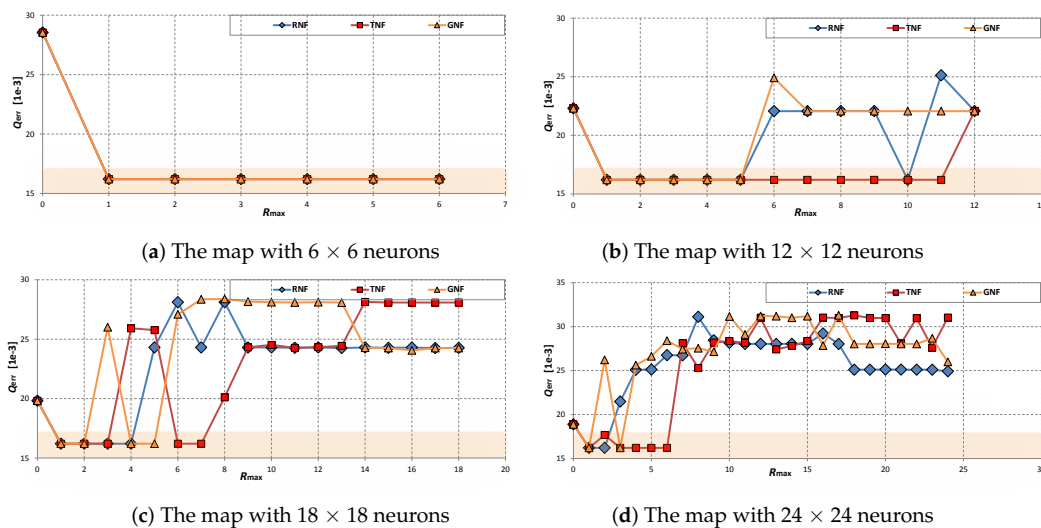 RNF TNF GNF
Qerr [1e-3]
30
25
20
15
0 1 2 3 4 5 6 7
Rmax
(a) The map with 6 × 6 neurons
RNF TNF GNF
Qerr [1e-3]
30
25
20
15
0 2 4 6 8 10 12 1
Rmax
(b) The map with 12 × 12 neurons
RNF TNF GNF
Qerr [1e-3]
30
25
20
15
0 2 4 6 8 10 12 14 16 18 20
Rmax
(c) The map with 18 × 18 neurons
RNF TNF GNF
Qerr [1e-3]
35
30
25
20
15
0 5 10 15 20 25 3
Rmax
(d) The map with 24 × 24 neurons